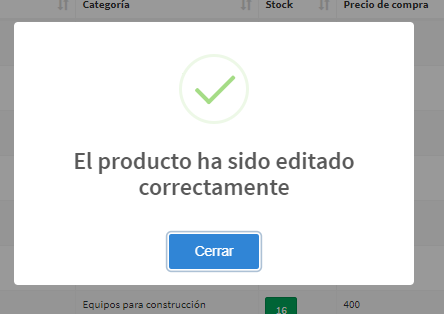 Categoría Stock Precio de compra
El producto ha sido editado
correctamente
Cerrar
Equipos para construcción 16 400